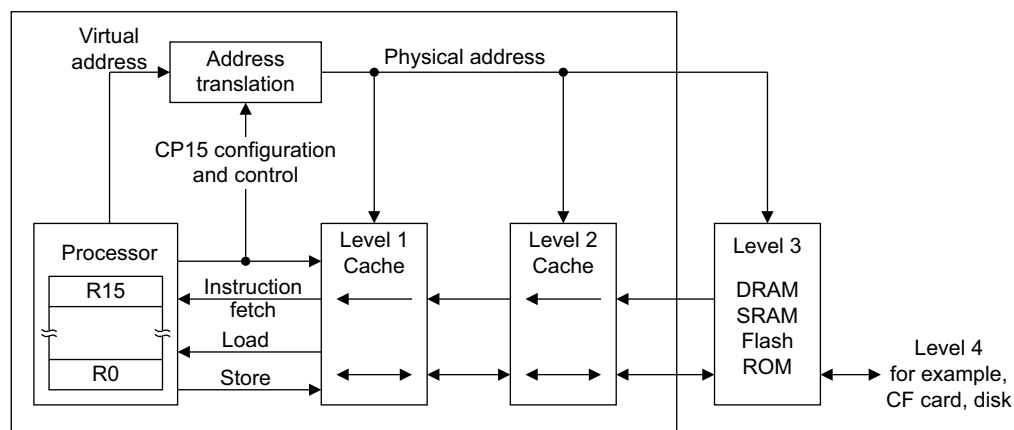 Virtual
address
Address
translation
Physical address
CP15 configuration
and control
Processor
R15
R0
Instruction
fetch
Load
Store
Level 1
Cache
Level 2
Cache
Level 3
DRAM
SRAM
Flash
ROM
Level 4
for example,
CF card, disk